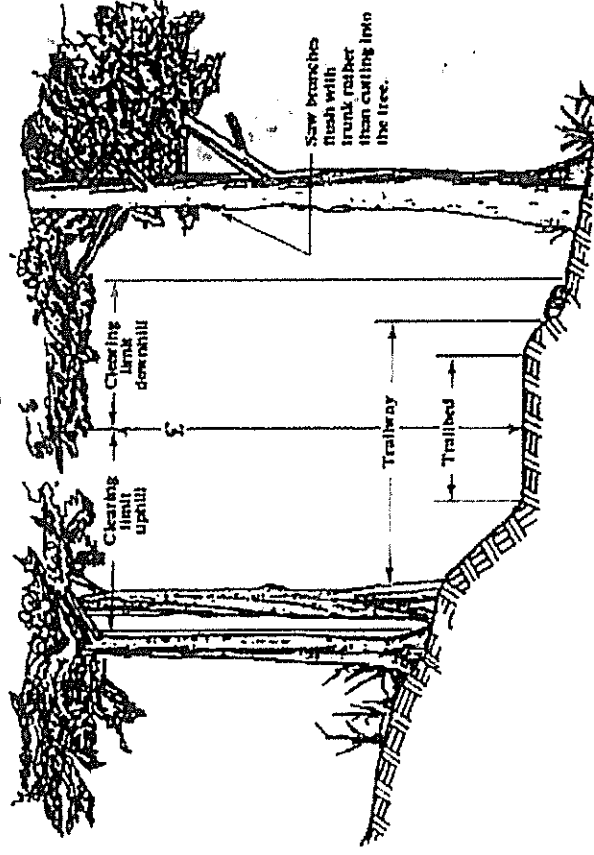 Clearing
limit
uphill
Clearing
limit
downhill
Trailway
Trailbed
Saw branches
flush with
trunk rather
than cutting into
the tree.